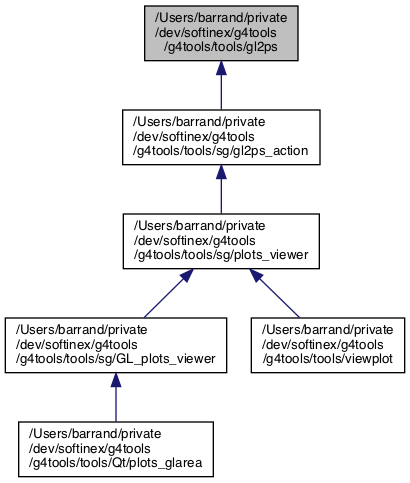 /Users/barrand/private
/dev/softinex/g4tools
/g4tools/tools/gl2ps
/Users/barrand/private
/dev/softinex/g4tools
/g4tools/tools/sg/gl2ps_action
/Users/barrand/private
/dev/softinex/g4tools
/g4tools/tools/sg/plots_viewer
/Users/barrand/private
/dev/softinex/g4tools
/g4tools/tools/sg/GL_plots_viewer
/Users/barrand/private
/dev/softinex/g4tools
/g4tools/tools/viewplot
/Users/barrand/private
/dev/softinex/g4tools
/g4tools/tools/Qt/plots_glarea